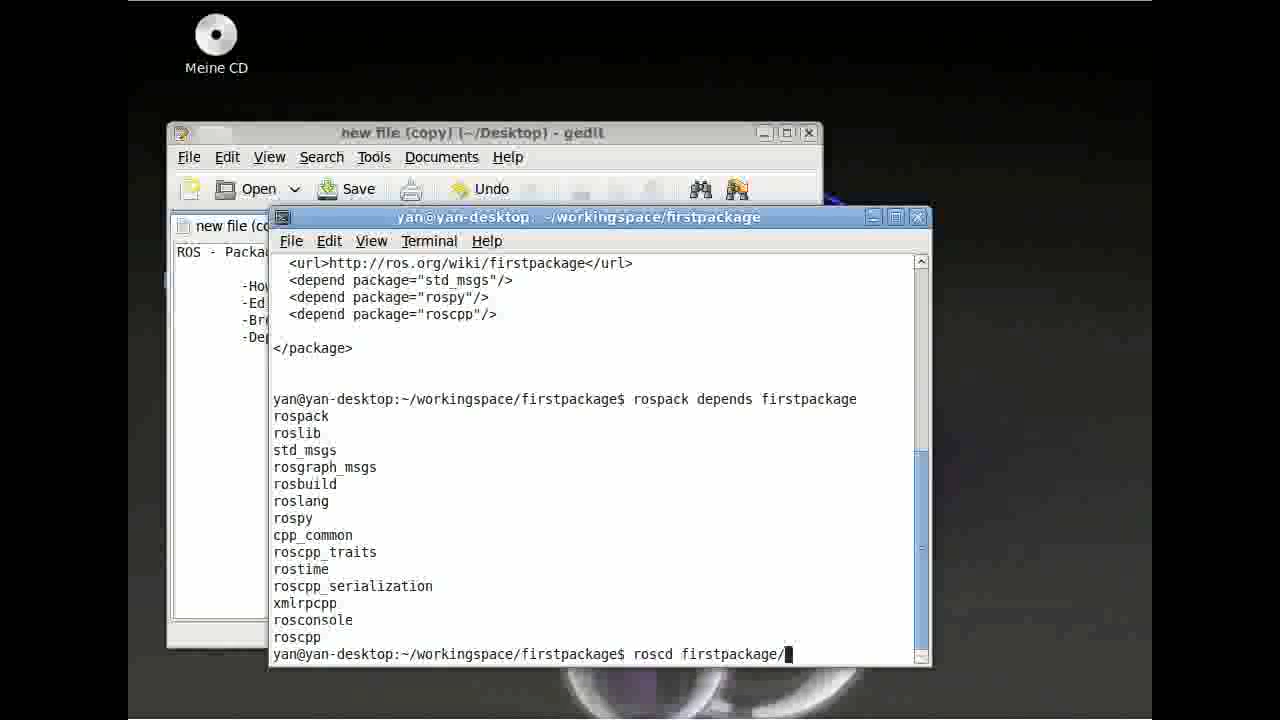 Meine CD
new file (copy) (~/Desktop) - gedit
File Edit View Search Tools Documents Help
Open Save Undo
new file (co
ROS - Packa
-How
-Ed
-Br
-Dep
yan@yan-desktop: ~/workingspace/firstpackage
File Edit View Terminal Help
<url>http://ros.org/wiki/firstpackage</url>
<depend package="std_msgs"/>
<depend package="rospy"/>
<depend package="roscpp"/>
</package>
yan@yan-desktop:~/workingspace/firstpackage$ rospack depends firstpackage
rospack
roslib
std_msgs
rosgraph_msgs
rosbuild
roslang
rospy
cpp_common
roscpp_traits
rostime
roscpp_serialization
xmlrpcpp
rosconsole
roscpp
yan@yan-desktop:~/workingspace/firstpackage$ roscd firstpackage/